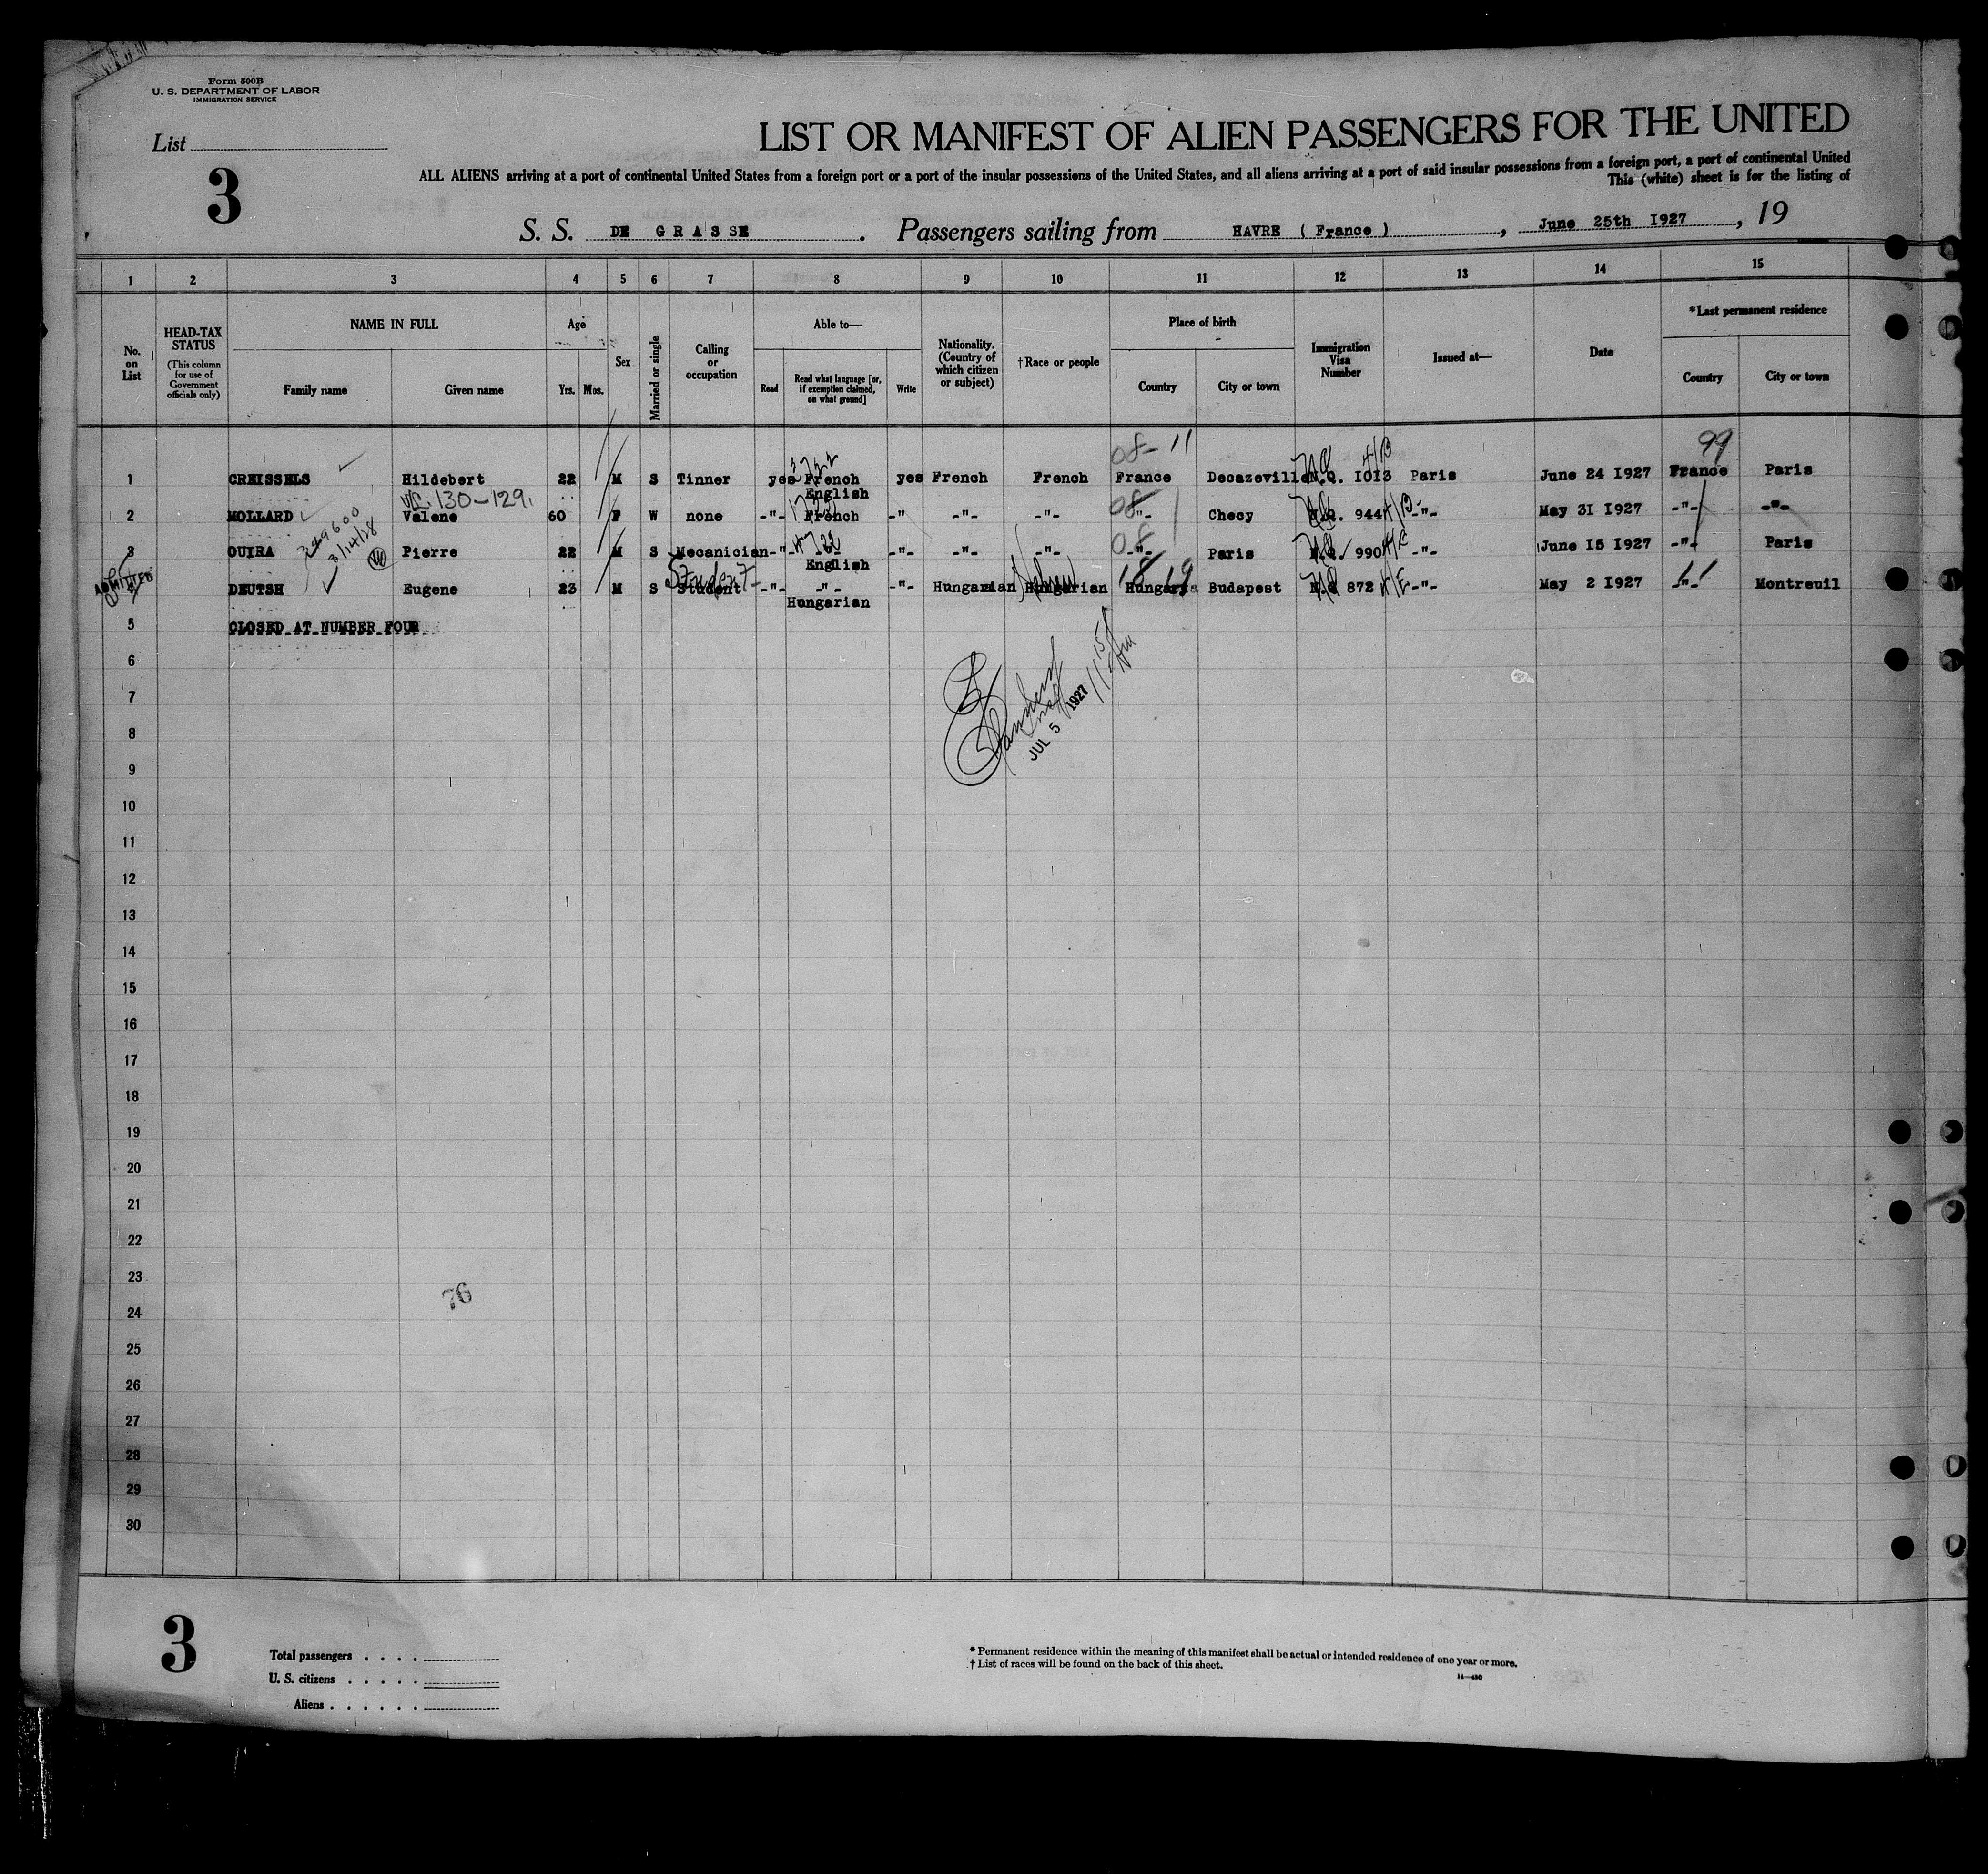 Form 500B
U. S. DEPARTMENT OF LABOR
IMMIGRATION SERVICE
List
3
LIST OR MANIFEST OF ALIEN PASSENGERS FOR THE UNITED
ALL ALIENS arriving at a port of continental United States from a foreign port or a port of the insular possessions of the United States, and all aliens arriving at a port of said insular possessions from a foreign port, a port of continental United
This (white) sheet is for the listing of
S. S. DE GRASSE . Passengers sailing from HAVRE ( France ) , June 25th 1927 , 19
1 2 3 4 5 6 7 8 9 10 11 12 13 14 15
No. on List
HEAD-TAX STATUS
(This column for use of Government officials only)
NAME IN FULL
Family name Given name
Age
Yrs. Mos.
Sex
Married or single
Calling or occupation
Able to—
Read
Read what language [or, if exemption claimed, on what ground]
Write
Nationality. (Country of which citizen or subject)
†Race or people
Place of birth
Country City or town
Immigration Visa Number
Issued at—
Date
*Last permanent residence
Country City or town
08- 11 99
1 CREISSELS Hildebert 22 M S Tinner yes French yes French French France Decazeville N.Q. 1013 Paris June 24 1927 France Paris
English
130-129.
2 MOLLARD Valene 60 F W none -"- French -"- -"- -"- -"- Checy N.Q. 944 -"- May 31 1927 -"- -"-
3 OUIRA Pierre 22 M S Mecanician -"- -"- -"- -"- -"- -"- Paris N.Q. 990 -"- June 15 1927 -"- Paris
English
Student
ADMITTED
DEUTSH Eugene 23 M S Student -"- -"- -"- Hungarian Hungarian Hebrew Hungaria Budapest N.Q 872 -"- May 2 1927 -"- Montreuil
Hungarian
5 CLOSED AT NUMBER FOUR
6
7
JUL 5 1927
8
9
10
11
12
13
14
15
16
17
18
19
20
21
22
23
76
24
25
26
27
28
29
30
3
Total passengers
U. S. citizens
Aliens
* Permanent residence within the meaning of this manifest shall be actual or intended residence of one year or more.
† List of races will be found on the back of this sheet.